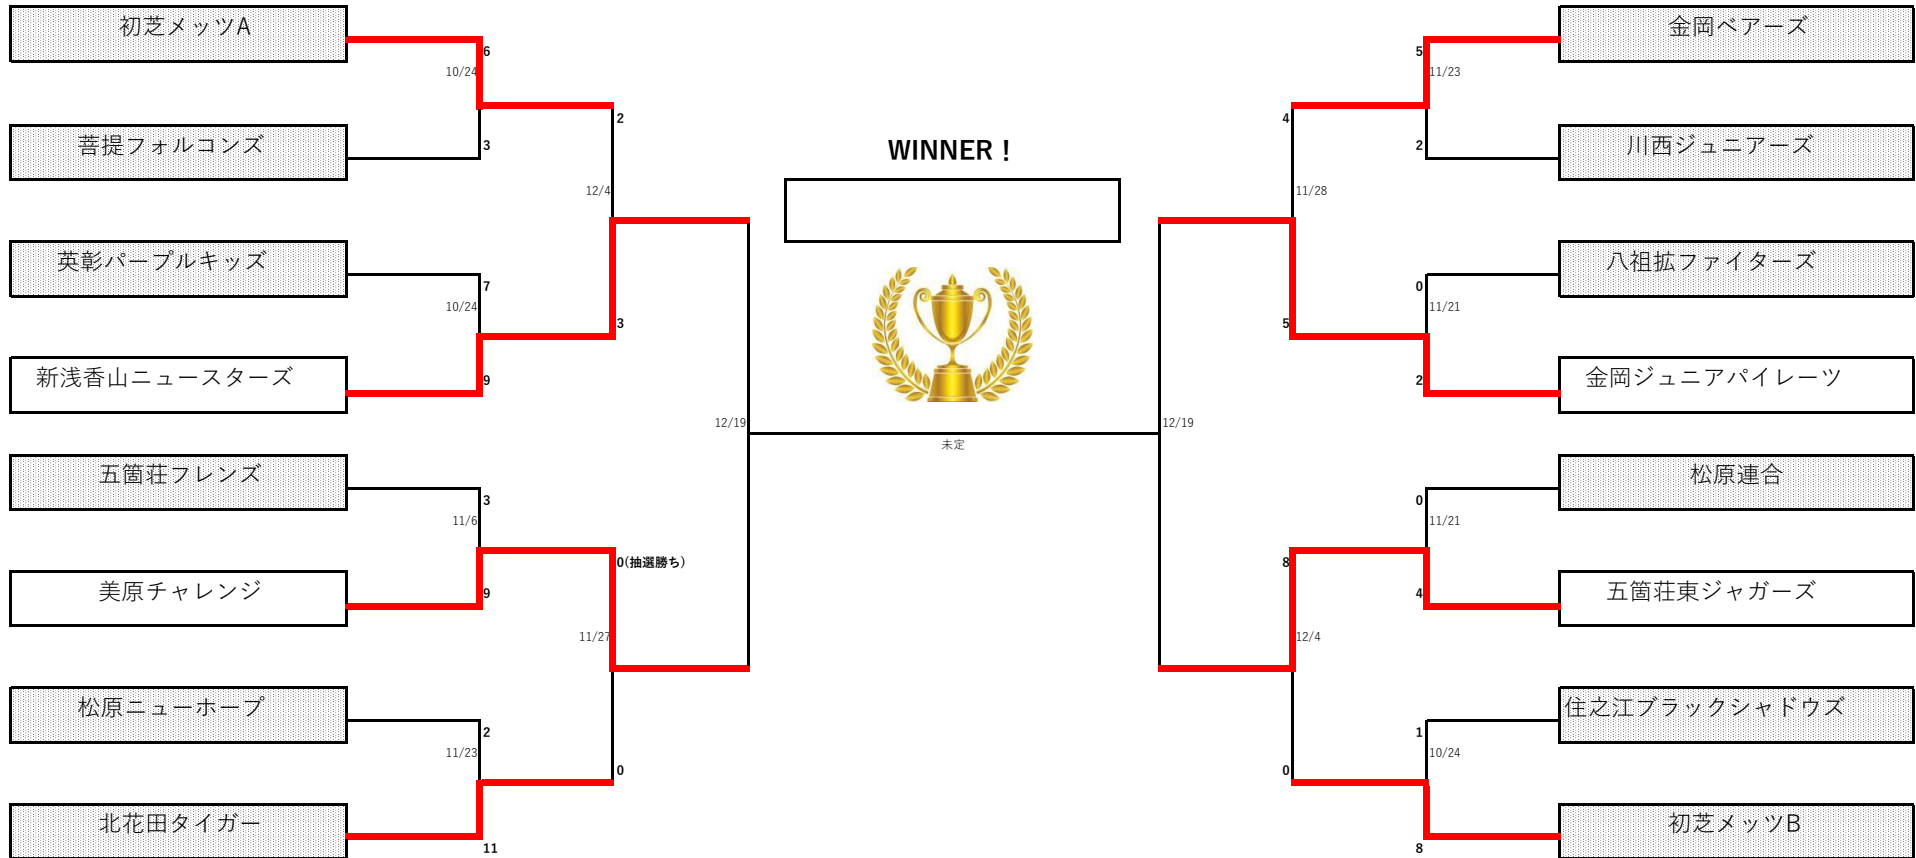 初芝メッツA
6
10/24
菩提フォルコンズ
3
2
12/4
英彰パープルキッズ
7
10/24
新浅香山ニュースターズ
9
3
12/19
五箇荘フレンズ
3
11/6
美原チャレンジ
9
0(抽選勝ち)
11/27
松原ニューホープ
2
11/23
北花田タイガー
11
0
WINNER！
未定
金岡ベアーズ
5
11/23
川西ジュニアーズ
2
4
11/28
八祖拡ファイターズ
0
11/21
金岡ジュニアパイレーツ
2
5
12/19
松原連合
0
11/21
五箇荘東ジャガーズ
4
8
12/4
住之江ブラックシャドウズ
1
10/24
初芝メッツB
8
0